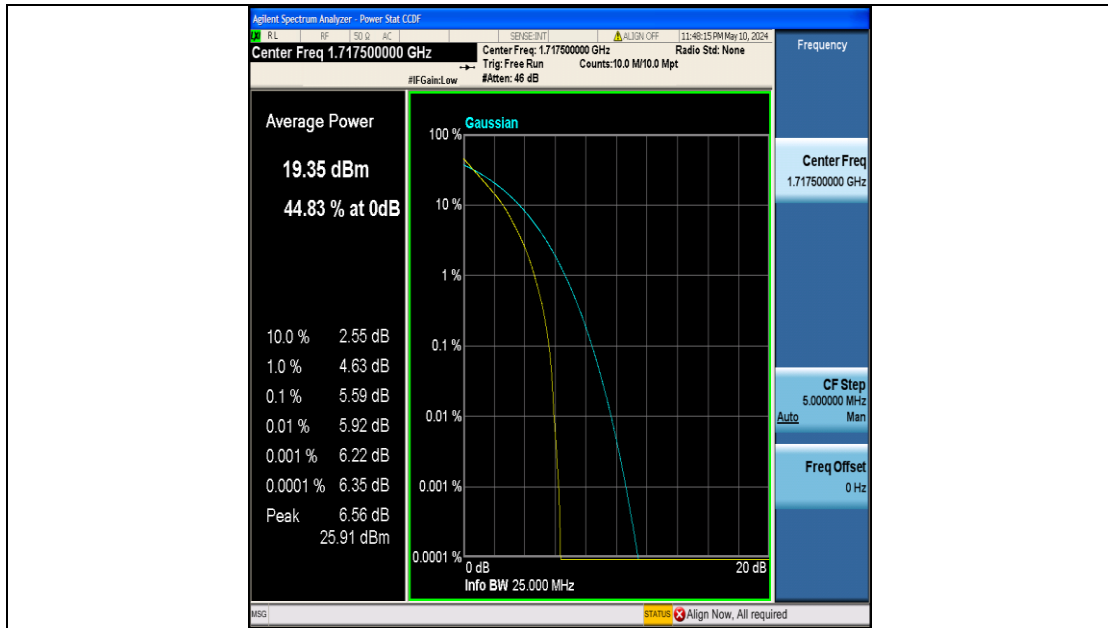 Agilent Spectrum Analyzer - Power Stat CCDF
RL RF 50 Ω AC SENSE:INT ALIGN OFF 11:48:15 PM May 10, 2024
Center Freq 1.717500000 GHz
Center Freq: 1.717500000 GHz Radio Std: None
Trig: Free Run Counts:10.0 M/10.0 Mpt
#IFGain:Low #Atten: 46 dB
Frequency
Average Power
19.35 dBm
44.83 % at 0dB
10.0 % 2.55 dB
1.0 % 4.63 dB
0.1 % 5.59 dB
0.01 % 5.92 dB
0.001 % 6.22 dB
0.0001 % 6.35 dB
Peak 6.56 dB
25.91 dBm
Gaussian
100 %
10 %
1 %
0.1 %
0.01 %
0.001 %
0.0001 %
0 dB 20 dB
Info BW 25.000 MHz
Center Freq
1.717500000 GHz
CF Step
5.000000 MHz
Auto Man
Freq Offset
0 Hz
MSG STATUS Align Now, All required